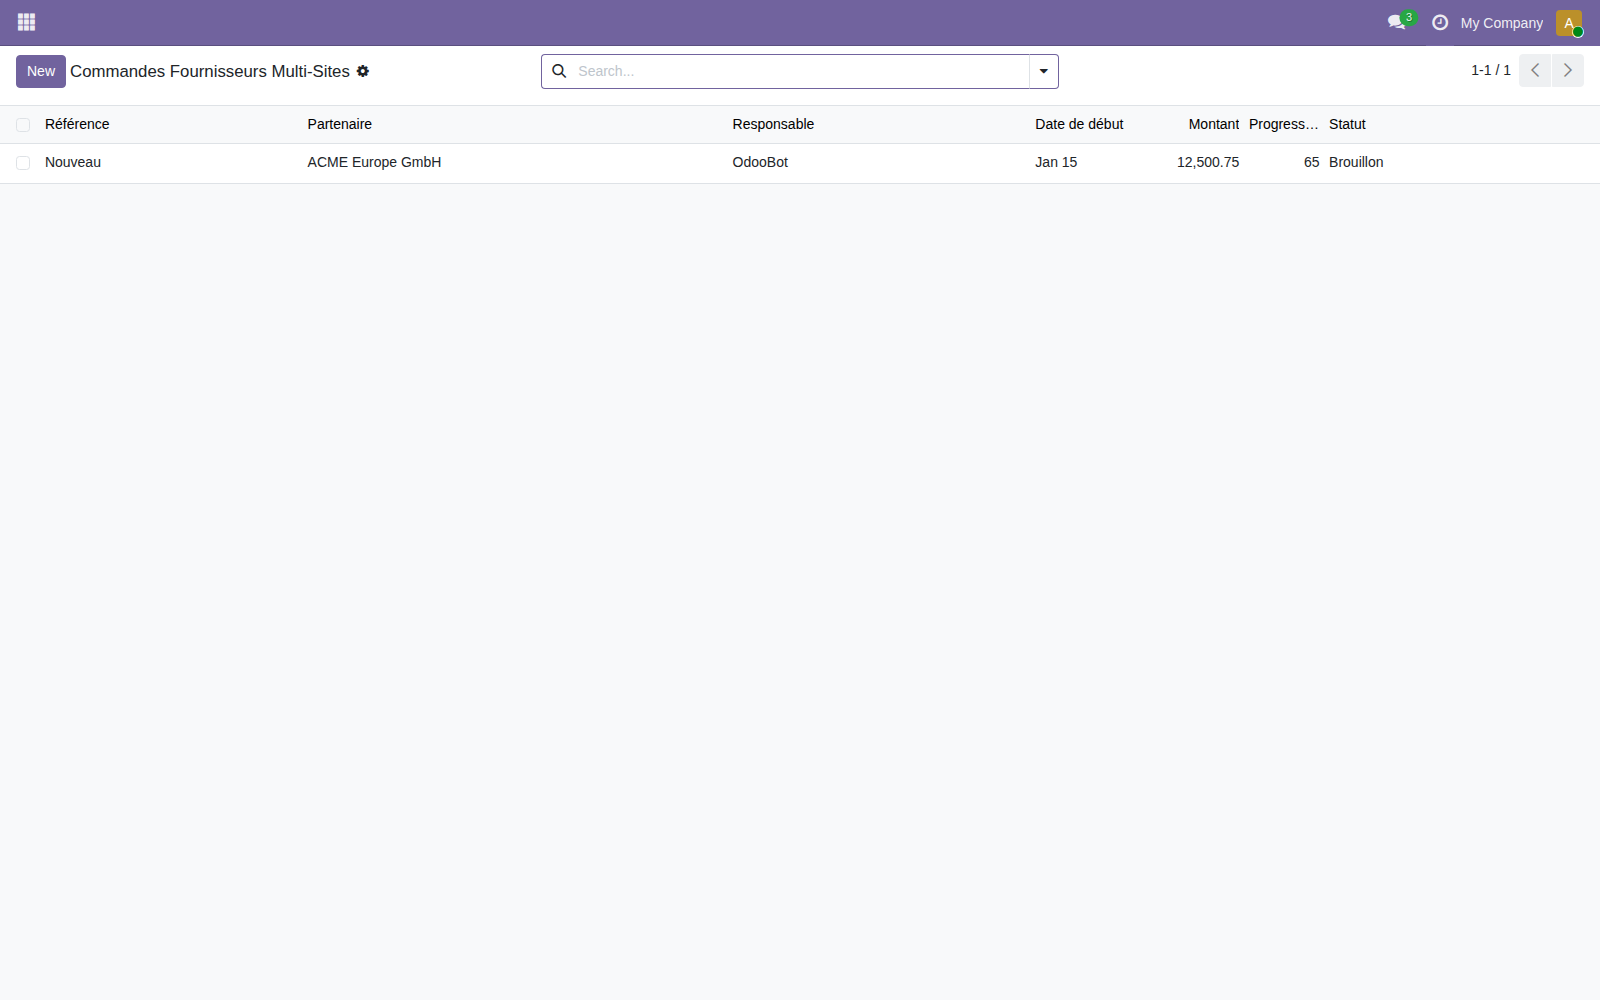 3 My Company A
New Commandes Fournisseurs Multi-Sites Search... 1-1 / 1
Référence Partenaire Responsable Date de début Montant Progress… Statut
Nouveau ACME Europe GmbH OdooBot Jan 15 12,500.75 65 Brouillon